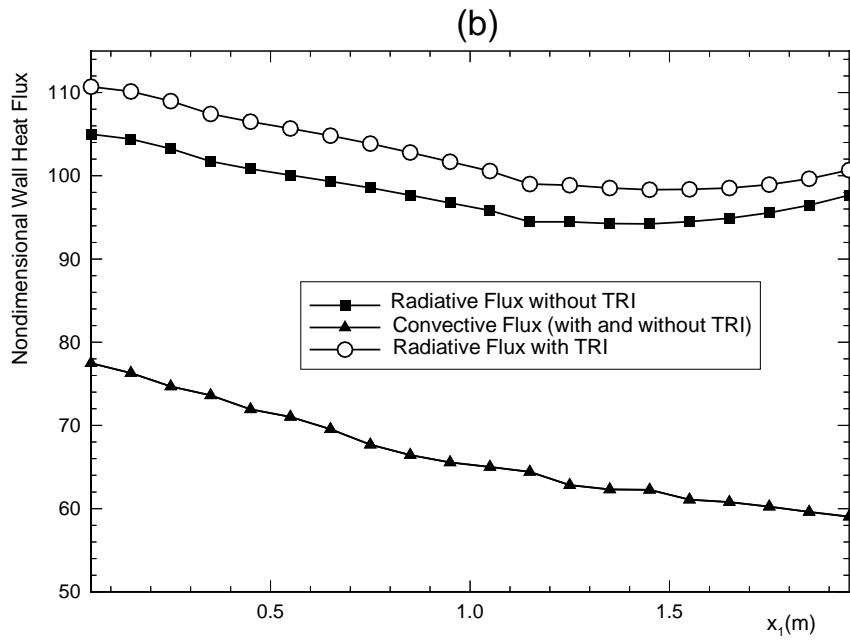 (b)
Nondimensional Wall Heat Flux
110
100
90
80
70
60
50
Radiative Flux without TRI
Convective Flux (with and without TRI)
Radiative Flux with TRI
0.5
1.0
1.5
x₁(m)